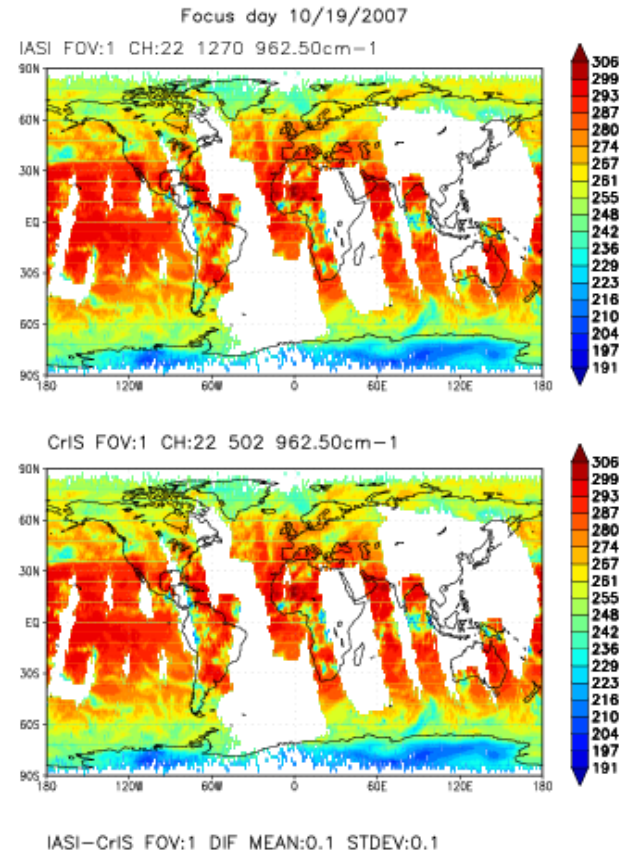 Focus day 10/19/2007
IASI FOV:1 CH:22 1270 962.50cm-1
90N
60N
30N
EQ
30S
60S
90S
180 120W 60W 0 60E 120E 180
306
299
293
287
280
274
267
261
255
248
242
236
229
223
216
210
204
197
191
CrIS FOV:1 CH:22 502 962.50cm-1
90N
60N
30N
EQ
30S
60S
90S
180 120W 60W 0 60E 120E 180
306
299
293
287
280
274
267
261
255
248
242
236
229
223
216
210
204
197
191
IASI-CrIS FOV:1 DIF MEAN:0.1 STDEV:0.1